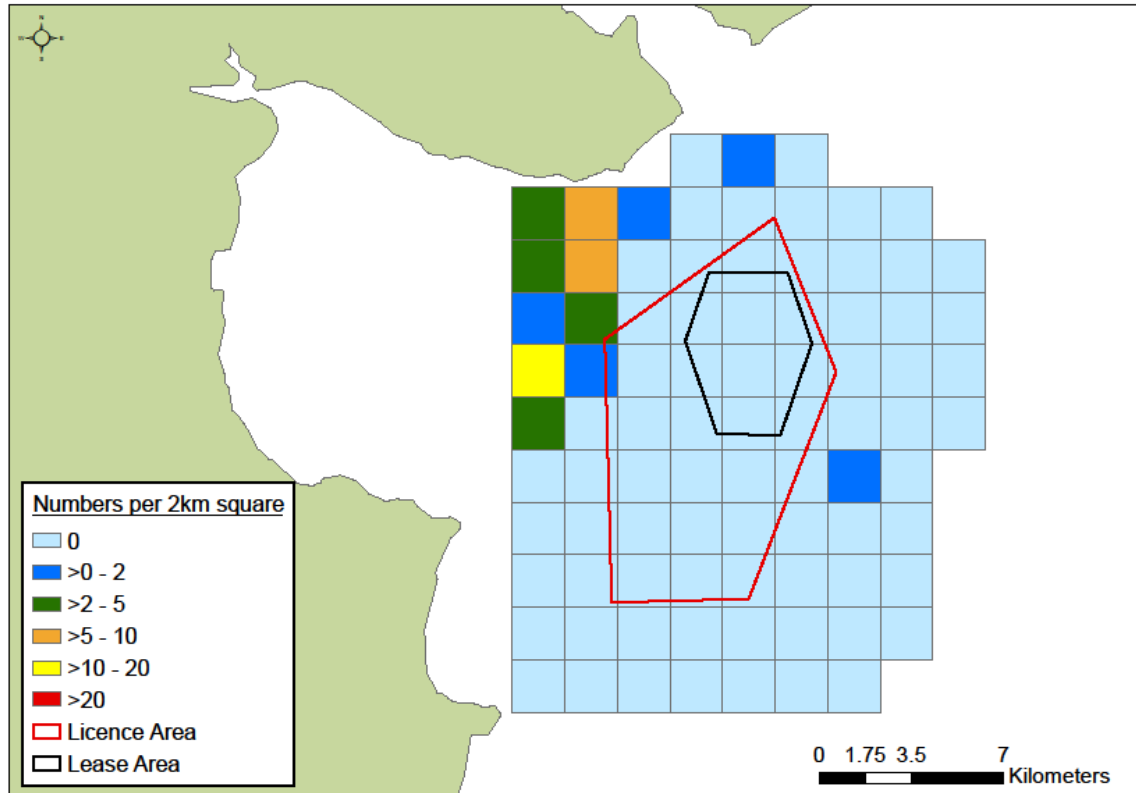 N
E
S
Numbers per 2km square
0
>0 - 2
>2 - 5
>5 - 10
>10 - 20
>20
Licence Area
Lease Area
0 1.75 3.5 7
Kilometers